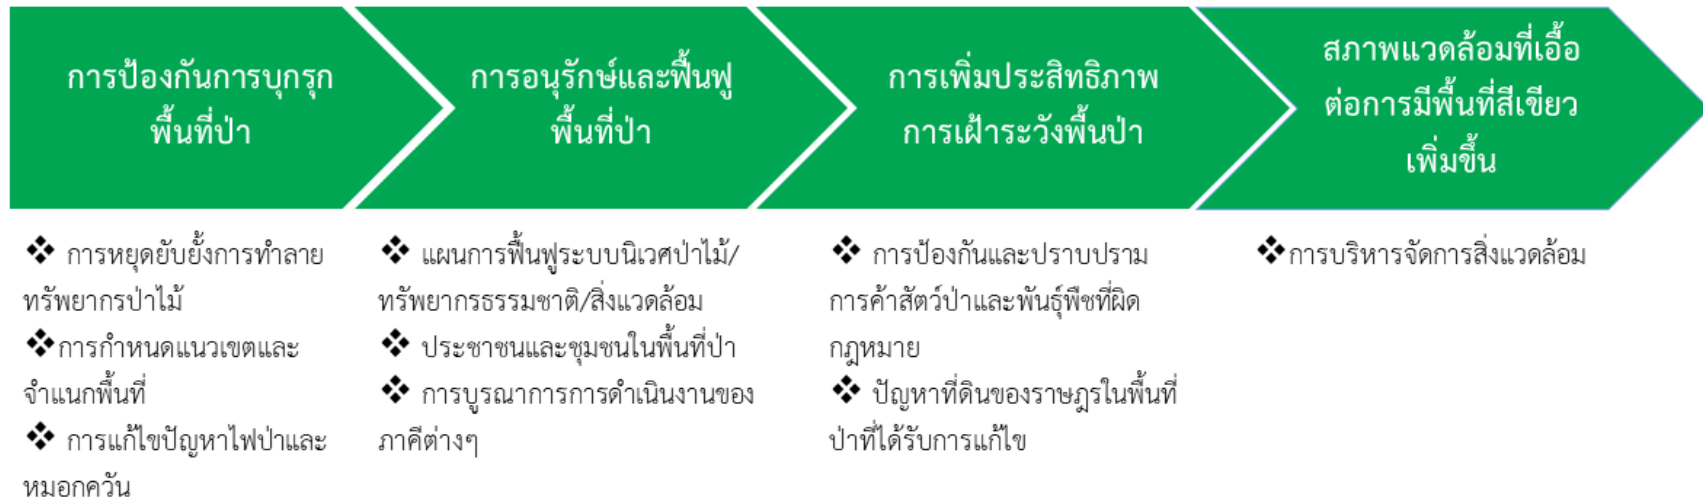 การป้องกันการบุกรุก
พื้นที่ป่า
การอนุรักษ์และฟื้นฟู
พื้นที่ป่า
การเพิ่มประสิทธิภาพ
การเฝ้าระวังพื้นป่า
สภาพแวดล้อมที่เอื้อ
ต่อการมีพื้นที่สีเขียว
เพิ่มขึ้น
❖ การหยุดยับยั้งการทำลาย
ทรัพยากรป่าไม้
❖การกำหนดแนวเขตและ
จำแนกพื้นที่
❖ การแก้ไขปัญหาไฟป่าและ
หมอกควัน
❖ แผนการฟื้นฟูระบบนิเวศป่าไม้/
ทรัพยากรธรรมชาติ/สิ่งแวดล้อม
❖ ประชาชนและชุมชนในพื้นที่ป่า
❖ การบูรณาการการดำเนินงานของ
ภาคีต่างๆ
❖ การป้องกันและปราบปราม
การค้าสัตว์ป่าและพันธุ์พืชที่ผิด
กฎหมาย
❖ ปัญหาที่ดินของราษฎรในพื้นที่
ป่าที่ได้รับการแก้ไข
❖การบริหารจัดการสิ่งแวดล้อม